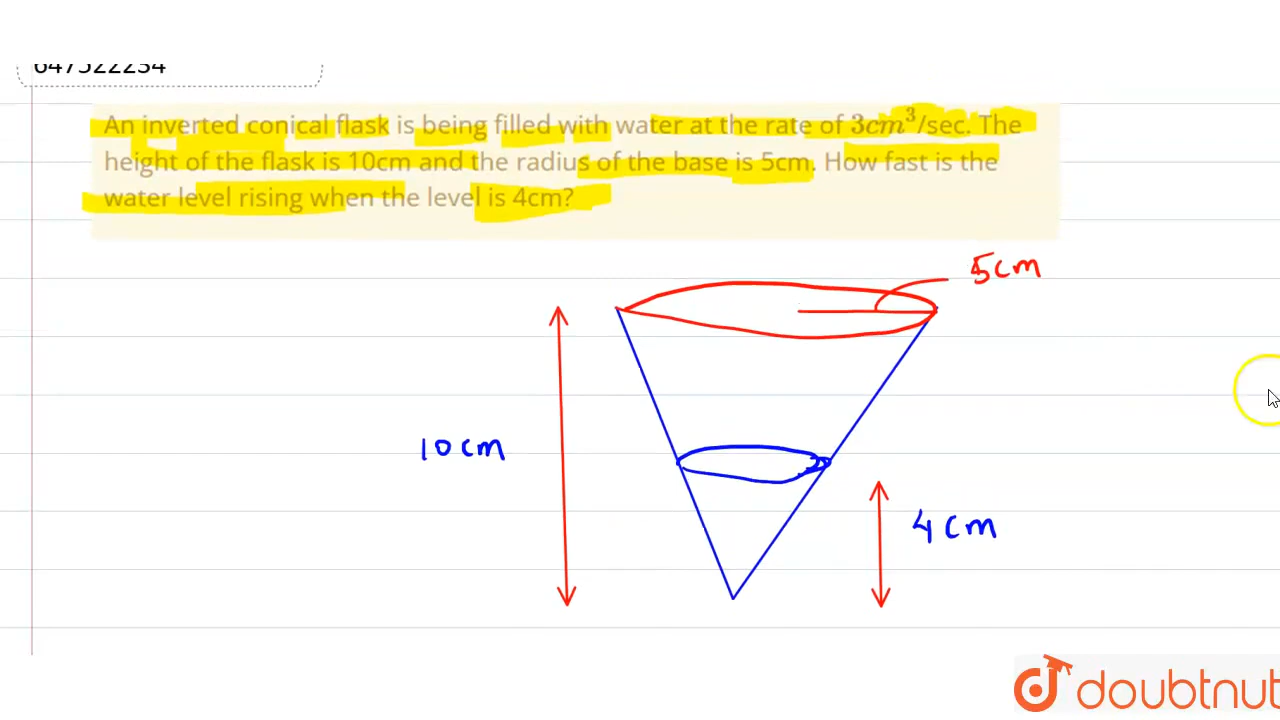 647522234
An inverted conical flask is being filled with water at the rate of 3cm³/sec. The
height of the flask is 10cm and the radius of the base is 5cm. How fast is the
water level rising when the level is 4cm?
5cm
10cm
4cm
doubtnut